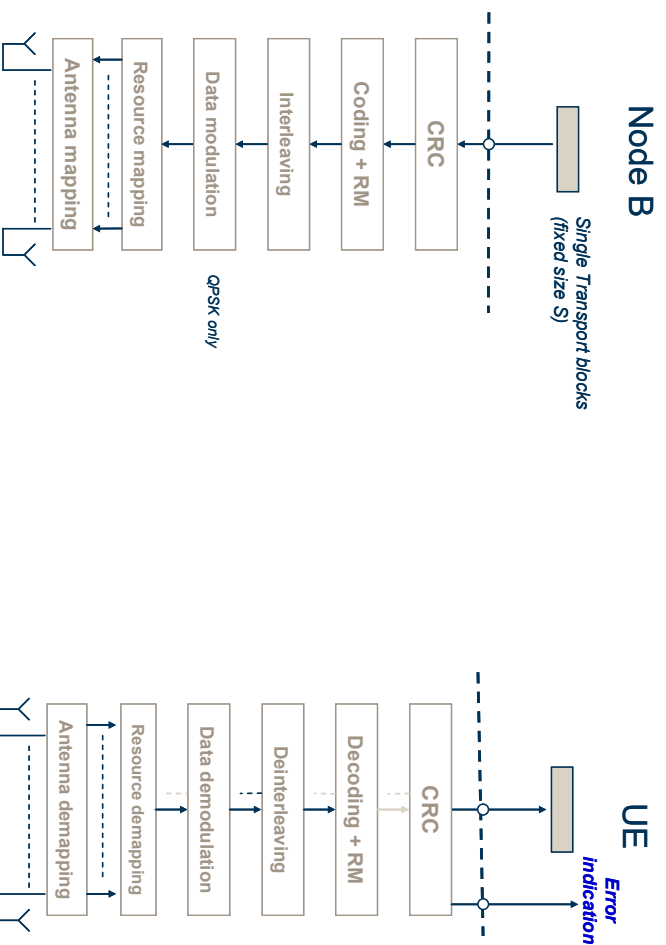 Node B
Single Transport blocks
(fixed size S)
CRC
Coding + RM
Interleaving
Data modulation
QPSK only
Resource mapping
Antenna mapping
UE
Error
indication
CRC
Decoding + RM
Deinterleaving
Data demodulation
Resource demapping
Antenna demapping